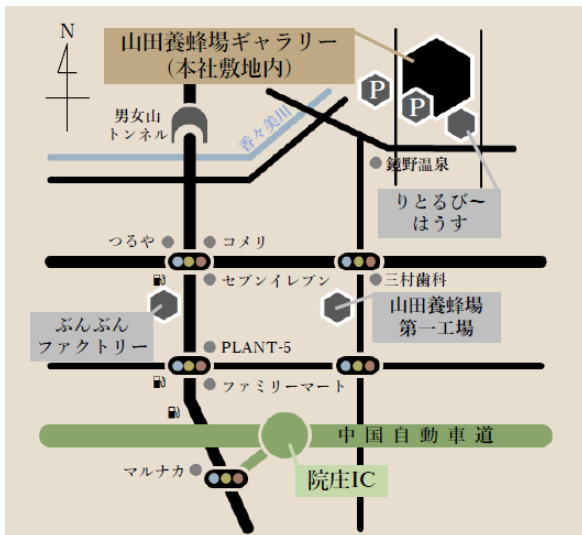 N
山田養蜂場ギャラリー
(本社敷地内)
P
P
男女山
トンネル
香々美川
鏡野温泉
りとるび〜
はうす
つるや
コメリ
セブンイレブン
三村歯科
ぶんぶん
ファクトリー
山田養蜂場
第一工場
PLANT-5
ファミリーマート
中国自動車道
マルナカ
院庄IC